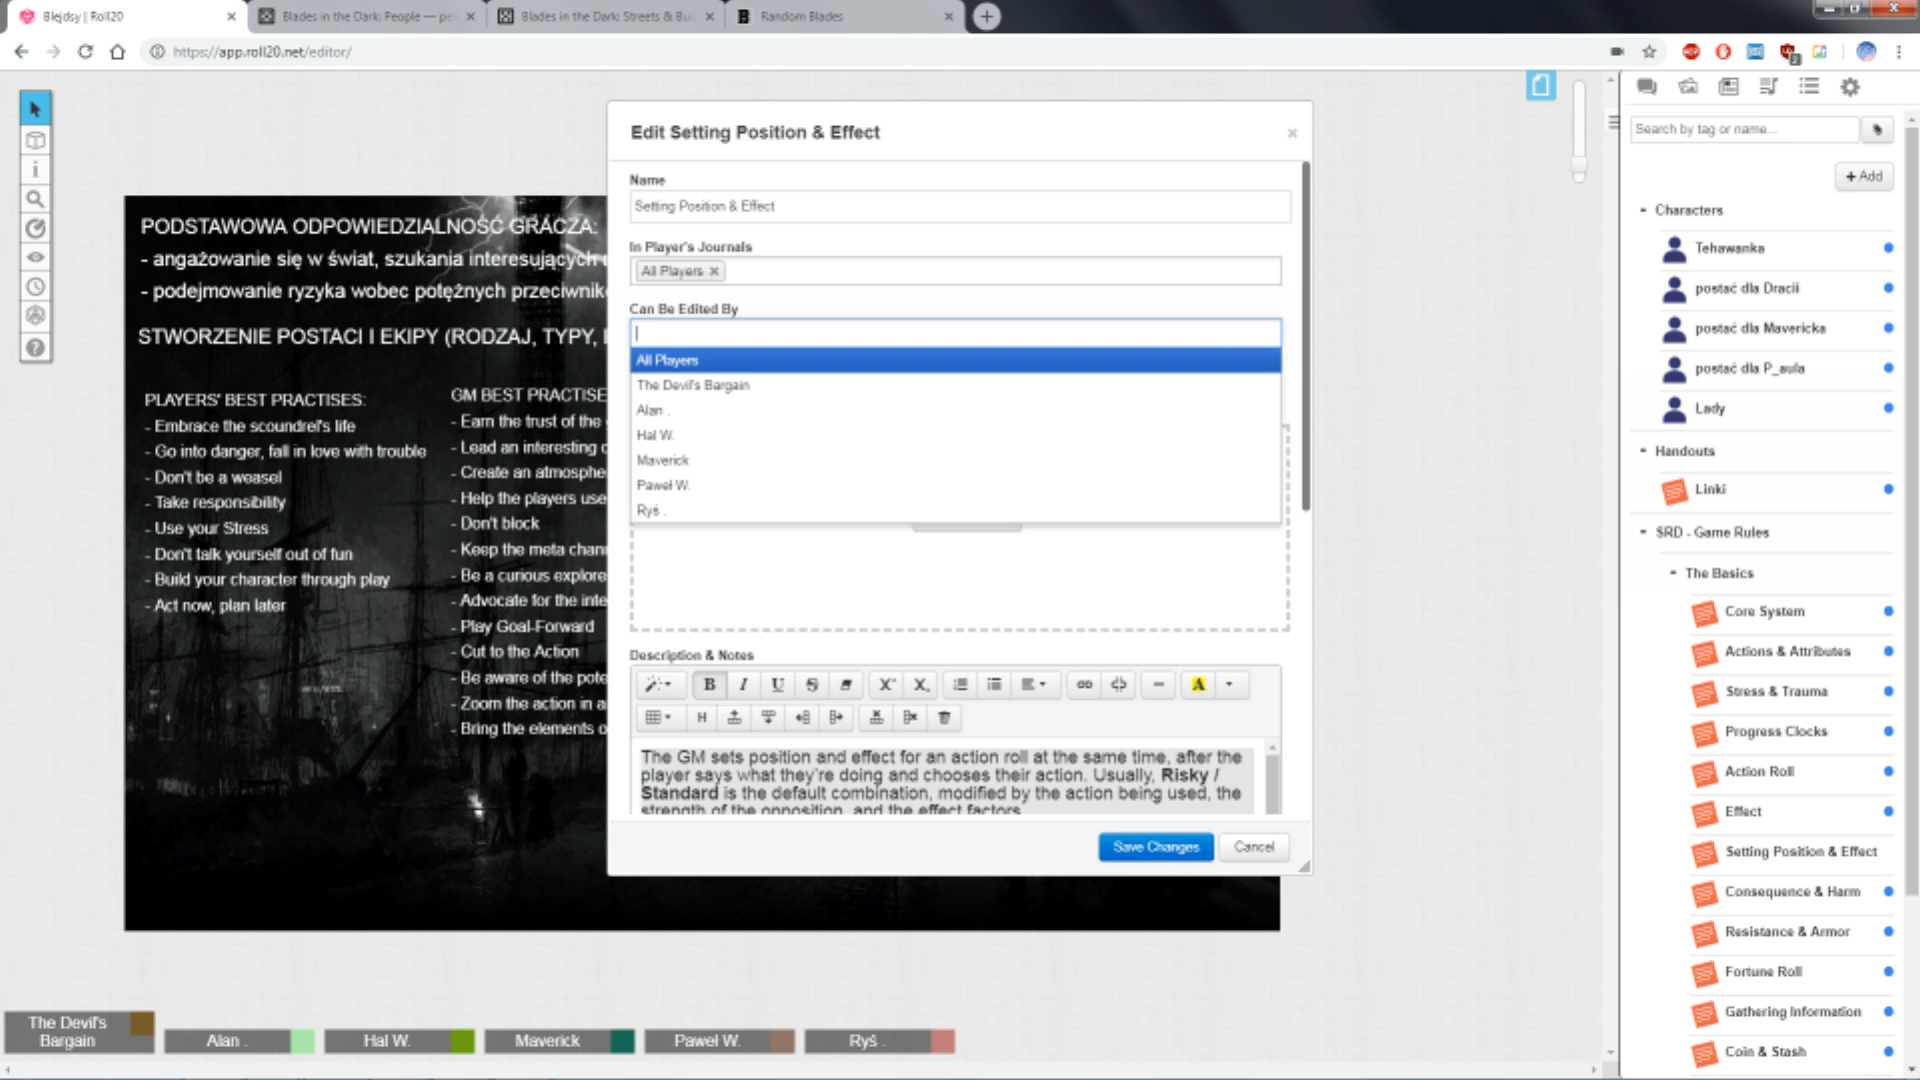 Blejdsy | Roll20
Blades in the Dark: People — pe
Blades in the Dark: Streets & Bui
Random Blades
https://app.roll20.net/editor/
PODSTAWOWA ODPOWIEDZIALNOŚĆ GRACZA:
- angażowanie się w świat, szukania interesujących
- podejmowanie ryzyka wobec potężnych przeciwnik
STWORZENIE POSTACI I EKIPY (RODZAJ, TYPY,
PLAYERS' BEST PRACTISES:
- Embrace the scoundrel's life
- Go into danger, fall in love with trouble
- Don't be a weasel
- Take responsibility
- Use your Stress
- Don't talk yourself out of fun
- Build your character through play
- Act now, plan later
GM BEST PRACTISE
- Earn the trust of the
- Lead an interesting
- Create an atmosphe
- Help the players use
- Don't block
- Keep the meta chann
- Be a curious explore
- Advocate for the inte
- Play Goal-Forward
- Cut to the Action
- Be aware of the pote
- Zoom the action in a
- Bring the elements o
Edit Setting Position & Effect
×
Name
Setting Position & Effect
In Player's Journals
All Players ×
Can Be Edited By
All Players
The Devil's Bargain
Alan .
Hal W.
Maverick
Paweł W.
Ryś .
Description & Notes
B I U S X X A
H
The GM sets position and effect for an action roll at the same time, after the
player says what they're doing and chooses their action. Usually, Risky /
Standard is the default combination, modified by the action being used, the
strength of the opposition, and the effect factors.
Save Changes
Cancel
Search by tag or name...
+ Add
Characters
Tehawanka
postać dla Dracii
postać dla Mavericka
postać dla P_aula
Lady
Handouts
Linki
SRD - Game Rules
The Basics
Core System
Actions & Attributes
Stress & Trauma
Progress Clocks
Action Roll
Effect
Setting Position & Effect
Consequence & Harm
Resistance & Armor
Fortune Roll
Gathering Information
Coin & Stash
The Devil's
Bargain
Alan .
Hal W.
Maverick
Paweł W.
Ryś .